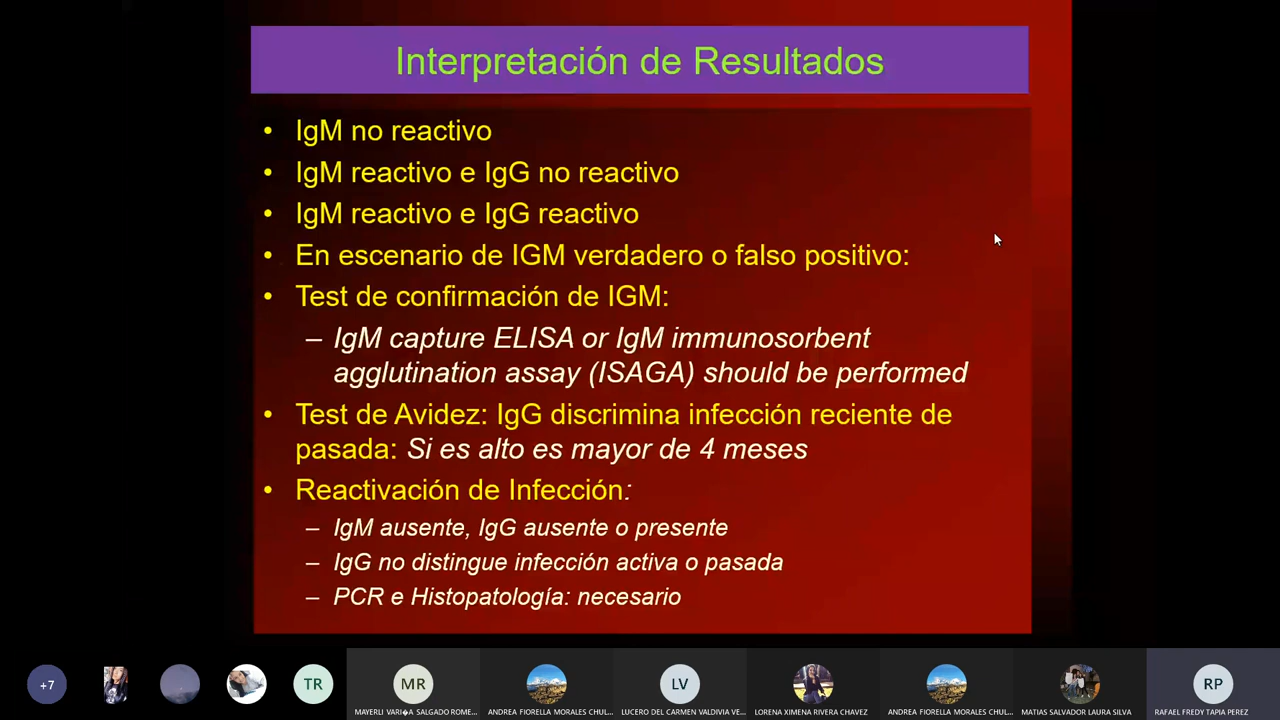 Interpretación de Resultados
• IgM no reactivo
• IgM reactivo e IgG no reactivo
• IgM reactivo e IgG reactivo
• En escenario de IGM verdadero o falso positivo:
• Test de confirmación de IGM:
– IgM capture ELISA or IgM immunosorbent
agglutination assay (ISAGA) should be performed
• Test de Avidez: IgG discrimina infección reciente de
pasada: Si es alto es mayor de 4 meses
• Reactivación de Infección:
– IgM ausente, IgG ausente o presente
– IgG no distingue infección activa o pasada
– PCR e Histopatología: necesario
+7
TR
MR
LV
RP
MAYERLI VARI�A SALGADO ROME...
ANDREA FIORELLA MORALES CHUL...
LUCERO DEL CARMEN VALDIVIA VE...
LORENA XIMENA RIVERA CHAVEZ
ANDREA FIORELLA MORALES CHUL...
MATIAS SALVADOR LAURA SILVA
RAFAEL FREDY TAPIA PEREZ